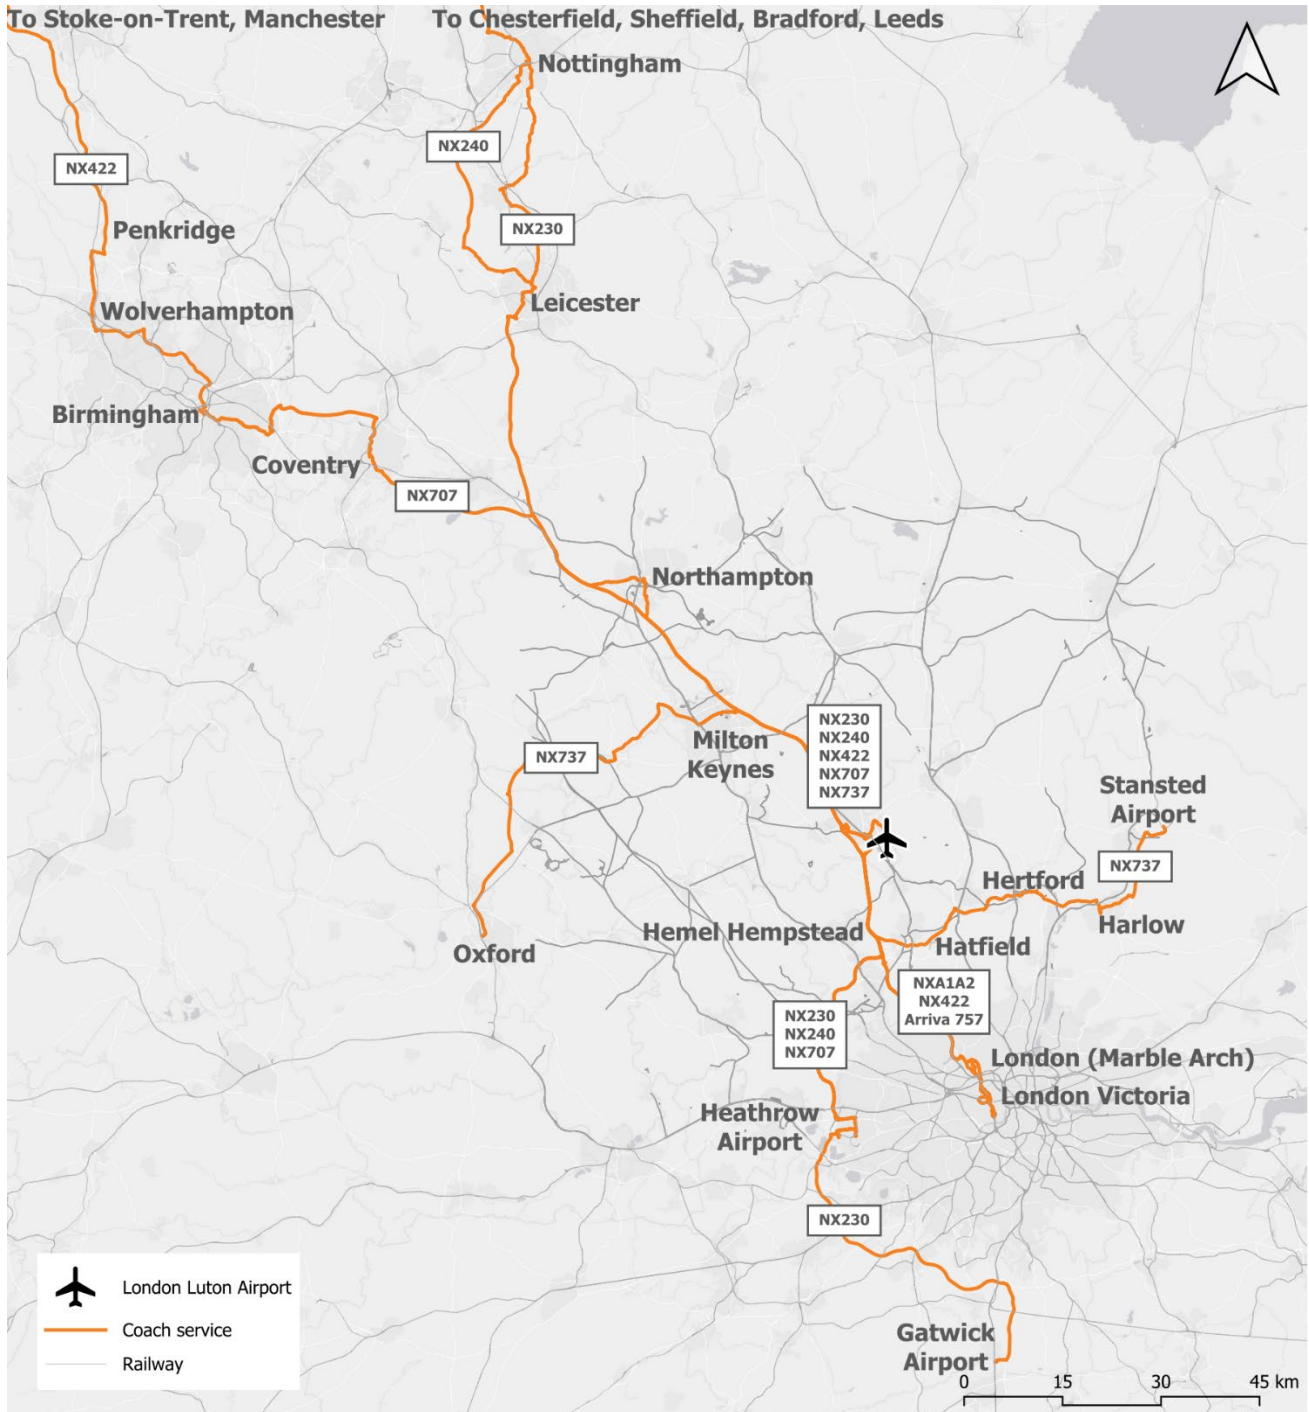 To Stoke-on-Trent, Manchester
To Chesterfield, Sheffield, Bradford, Leeds
Nottingham
NX240
NX422
Penkridge
NX230
Leicester
Wolverhampton
Birmingham
Coventry
NX707
Northampton
Milton
Keynes
NX230
NX240
NX422
NX707
NX737
NX737
Stansted
Airport
NX737
Hertford
Harlow
Hemel Hempstead
Hatfield
Oxford
NXA1A2
NX422
Arriva 757
NX230
NX240
NX707
London (Marble Arch)
London Victoria
Heathrow
Airport
NX230
Gatwick
Airport
London Luton Airport
Coach service
Railway
0 15 30 45 km